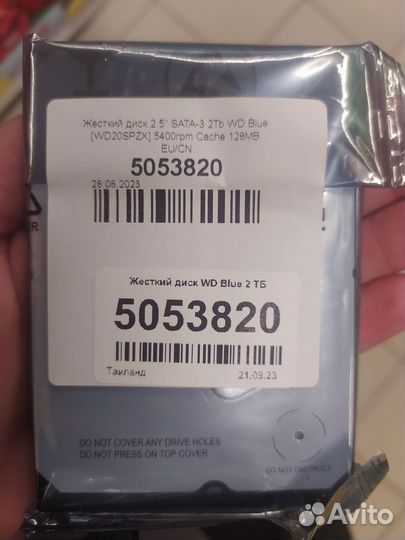 Жесткий диск 2.5" SATA-3 2Tb WD Blue
[WD20SPZX] 5400rpm Cache 128MB
EU/CN
5053820
26.08.2023
Жесткий диск WD Blue 2 ТБ
5053820
Таиланд
21.09.23
DO NOT COVER ANY DRIVE HOLES
DO NOT PRESS ON TOP COVER
DO NOT OBSTRUCT
Avito